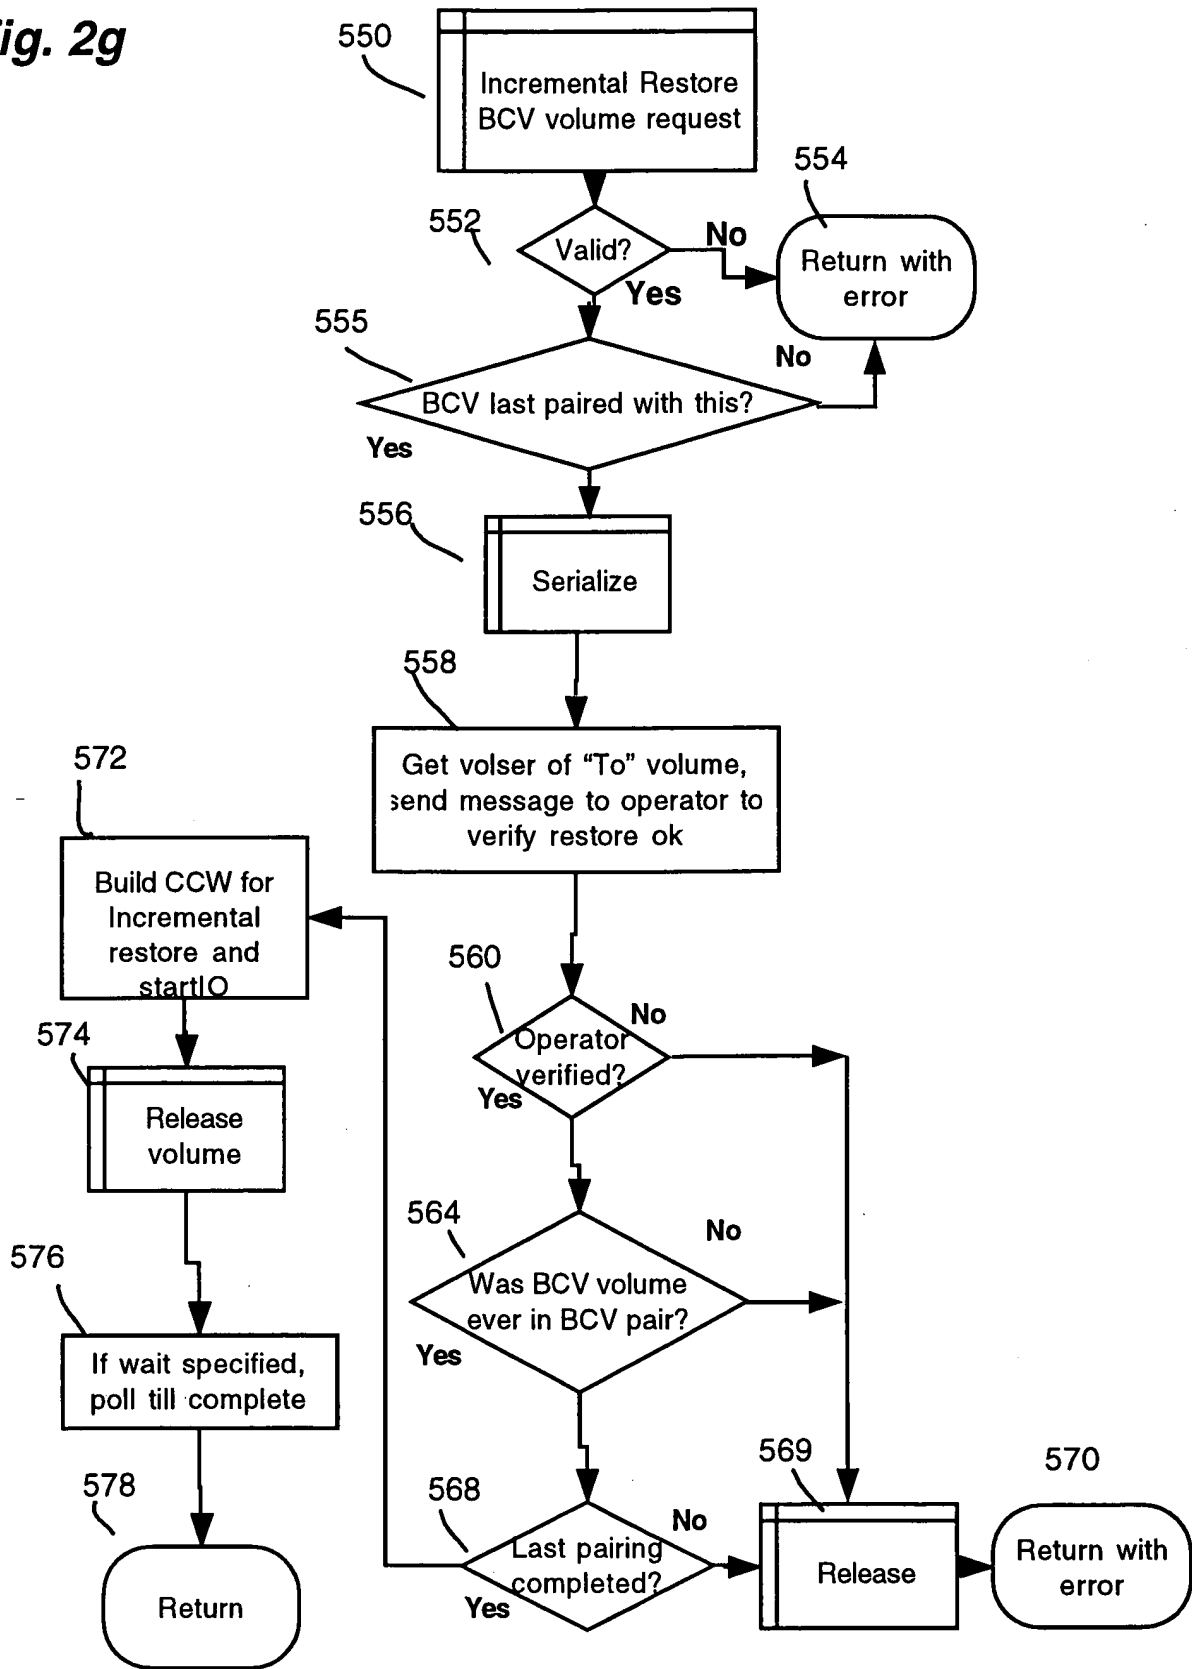 ig. 2g
550
Incremental Restore
BCV volume request
554
552
Valid?
No
Return with
error
Yes
555
No
BCV last paired with this?
Yes
556
Serialize
558
Get volser of “To” volume,
send message to operator to
verify restore ok
572
Build CCW for
Incremental
restore and
startIO
560
No
Operator
verified?
Yes
574
Release
volume
564
No
Was BCV volume
ever in BCV pair?
Yes
576
If wait specified,
poll till complete
569
570
568
No
Last pairing
completed?
Yes
Release
Return with
error
578
Return